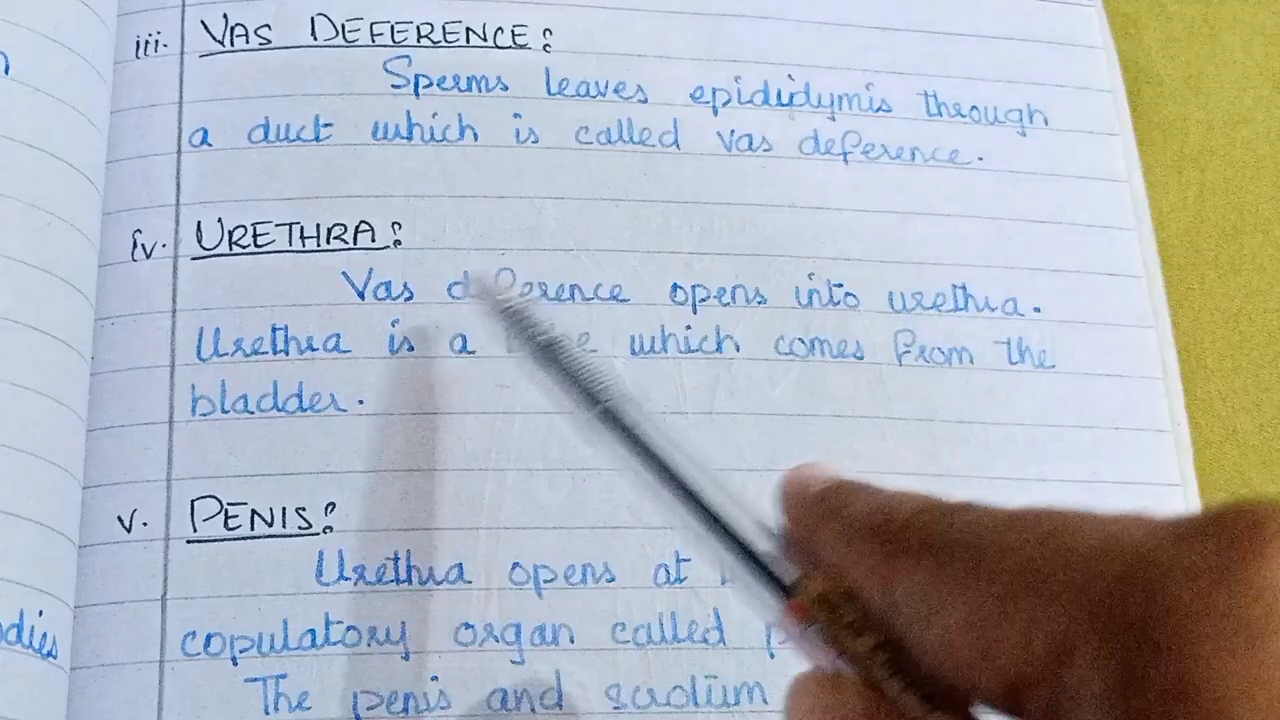 iii. VAS DEFERENCE:
Sperms leaves epididymis through
a duct which is called vas deference.
iv. URETHRA:
Vas deference opens into urethra.
Urethra is a which comes from the
bladder.
v. PENIS:
Urethra opens at
copulatory organ called
The penis and scrotum
odies